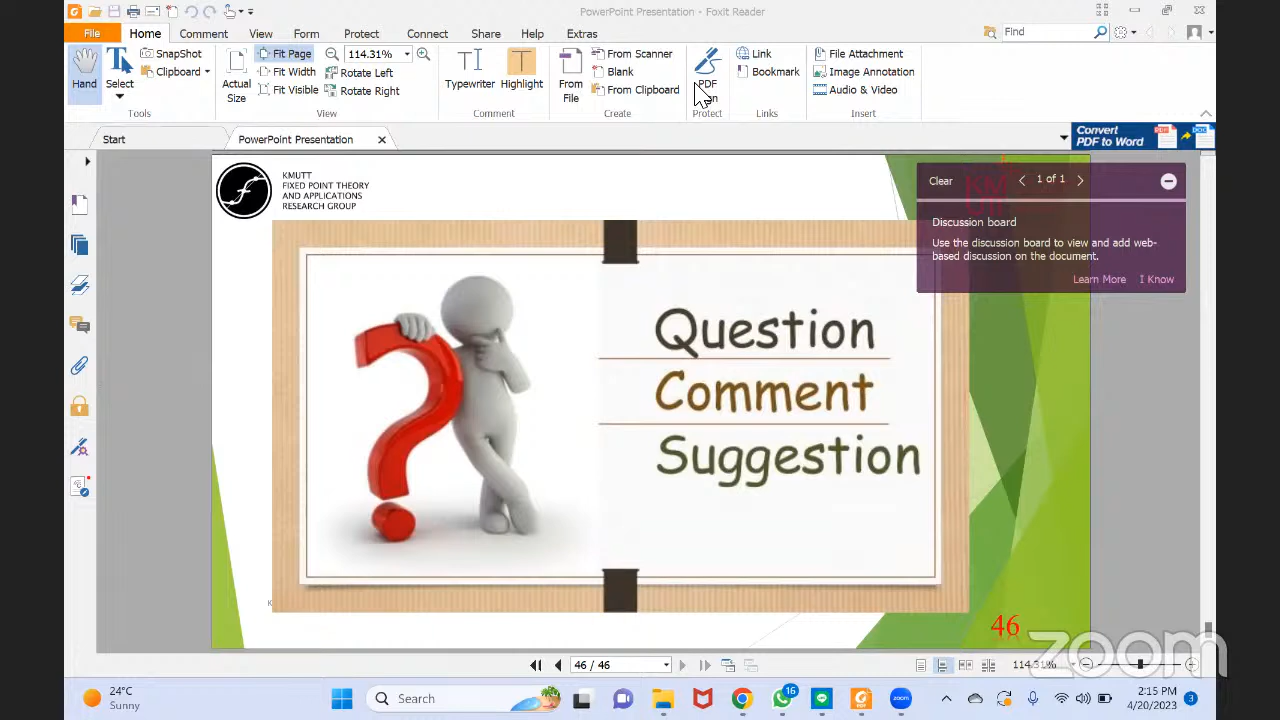 PowerPoint Presentation - Foxit Reader
File Home Comment View Form Protect Connect Share Help Extras Find
Hand
Select
SnapShot
Clipboard
Tools
Actual Size
Fit Page
Fit Width
Fit Visible
114.31%
Rotate Left
Rotate Right
View
Typewriter
Highlight
Comment
From File
From Scanner
Blank
From Clipboard
Create
PDF
Protect
Link
Bookmark
Links
File Attachment
Image Annotation
Audio & Video
Insert
Start
PowerPoint Presentation
Convert
PDF to Word
KMUTT
FIXED POINT THEORY
AND APPLICATIONS
RESEARCH GROUP
Clear
1 of 1
Discussion board
Use the discussion board to view and add web-
based discussion on the document.
Learn More I Know
Question
Comment
Suggestion
46
zoom
46 / 46
114.31%
24°C
Sunny
Search
16
2:15 PM
4/20/2023
3